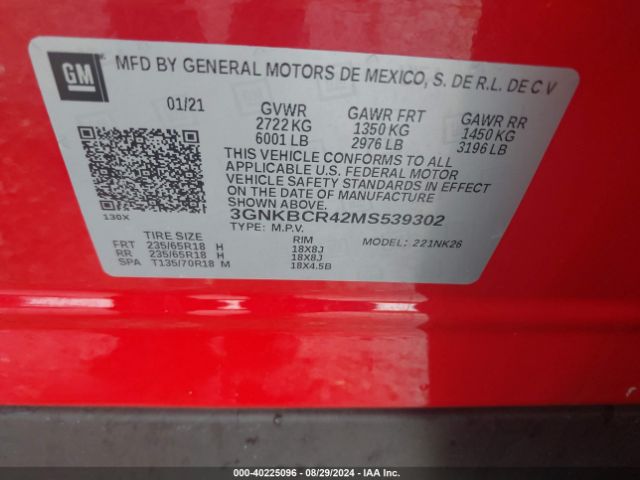 GM
MFD BY GENERAL MOTORS DE MEXICO, S. DE R.L. DE C.V
01/21 GVWR GAWR FRT GAWR RR
2722 KG 1350 KG 1450 KG
6001 LB 2976 LB 3196 LB
THIS VEHICLE CONFORMS TO ALL
APPLICABLE U.S. FEDERAL MOTOR
VEHICLE SAFETY STANDARDS IN EFFECT ON
THE DATE OF MANUFACTURE SHOWN ABOVE.
3GNKBCR42MS539302
130X
TYPE: M.P.V.
TIRE SIZE RIM MODEL: 221NK26
FRT 235/65R18 H 18X8J
RR 235/65R18 H 18X8J
SPA T135/70R18 M 18X4.5B
000-40225096 - 08/29/2024 - IAA Inc.